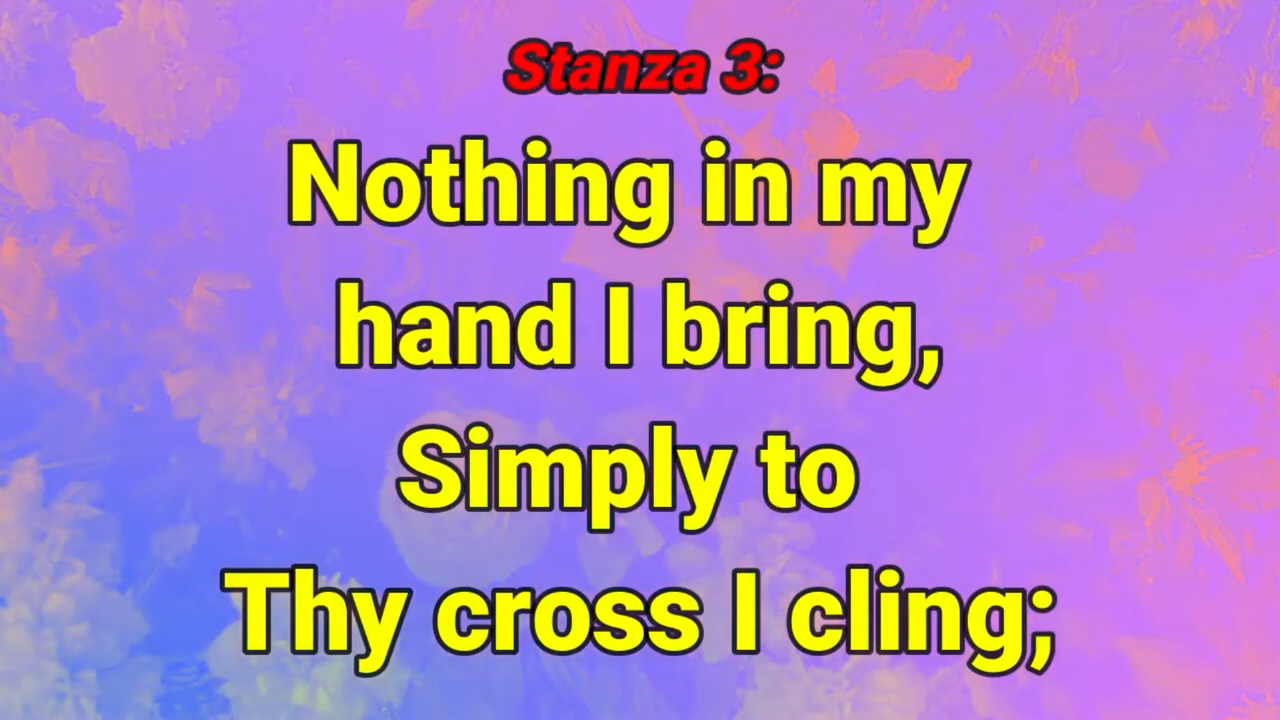 Stanza 3:
Nothing in my
hand I bring,
Simply to
Thy cross I cling;